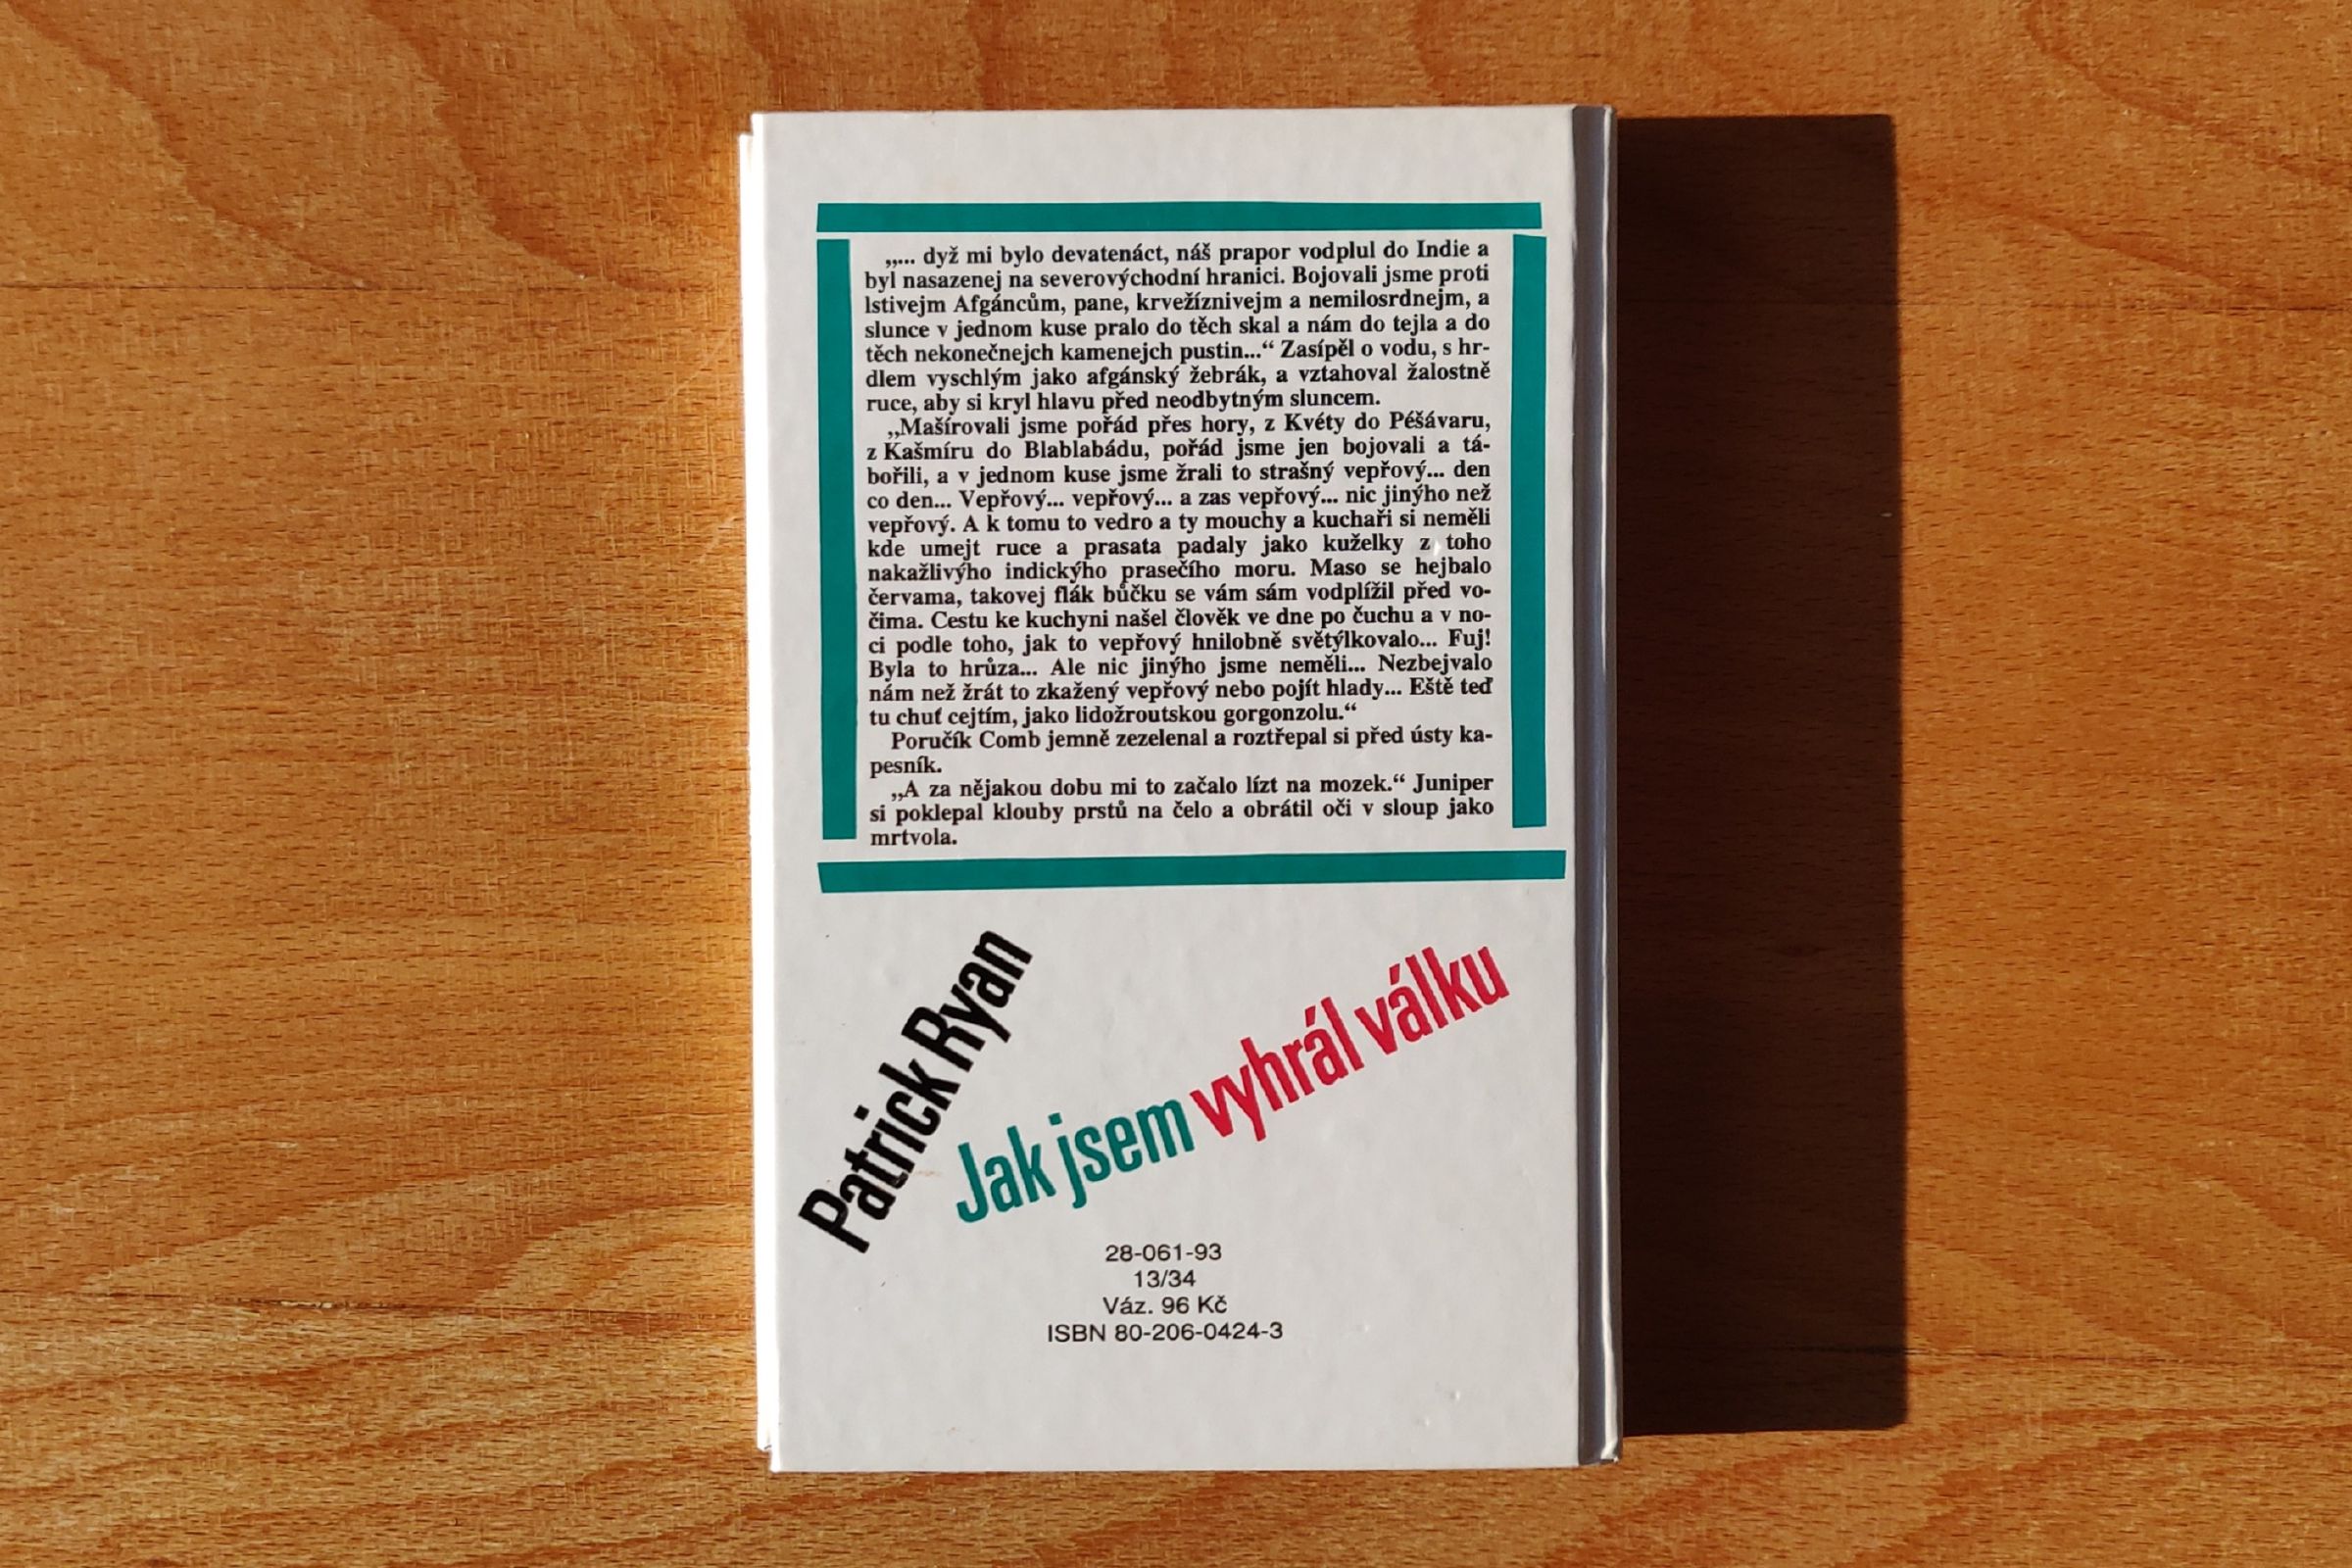 „... dyž mi bylo devatenáct, náš prapor vodplul do Indie a
byl nasazenej na severovýchodní hranici. Bojovali jsme proti
lstivejm Afgáncům, pane, krvežíznivejm a nemilosrdnejm, a
slunce v jednom kuse pralo do těch skal a nám do tejla a do
těch nekonečnejch kamenejch pustin...“ Zasípěl o vodu, s hr-
dlem vyschlým jako afgánský žebrák, a vztahoval žalostně
ruce, aby si kryl hlavu před neodbytným sluncem.
„Mašírovali jsme pořád přes hory, z Kvéty do Péšávaru,
z Kašmíru do Blablabádu, pořád jsme jen bojovali a tá-
bořili, a v jednom kuse jsme žrali to strašný vepřový... den
co den... Vepřový... vepřový... a zas vepřový... nic jinýho než
vepřový. A k tomu to vedro a ty mouchy a kuchaři si neměli
kde umejt ruce a prasata padaly jako kuželky z toho
nakažlivýho indickýho prasečího moru. Maso se hejbalo
červama, takovej flák bůčku se vám sám vodplížil před vo-
čima. Cestu ke kuchyni našel člověk ve dne po čuchu a v no-
ci podle toho, jak to vepřový hnilobně světýlkovalo... Fuj!
Byla to hrůza... Ale nic jinýho jsme neměli... Nezbejvalo
nám než žrát to zkažený vepřový nebo pojít hlady... Eště teď
tu chuť cejtím, jako lidožroutskou gorgonzolu.“
Poručík Comb jemně zezelenal a roztřepal si před ústy ka-
pesník.
„A za nějakou dobu mi to začalo lízt na mozek.“ Juniper
si poklepal klouby prstů na čelo a obrátil oči v sloup jako
mrtvola.
Patrick Ryan
Jak jsem vyhrál válku
28-061-93
13/34
Váz. 96 Kč
ISBN 80-206-0424-3